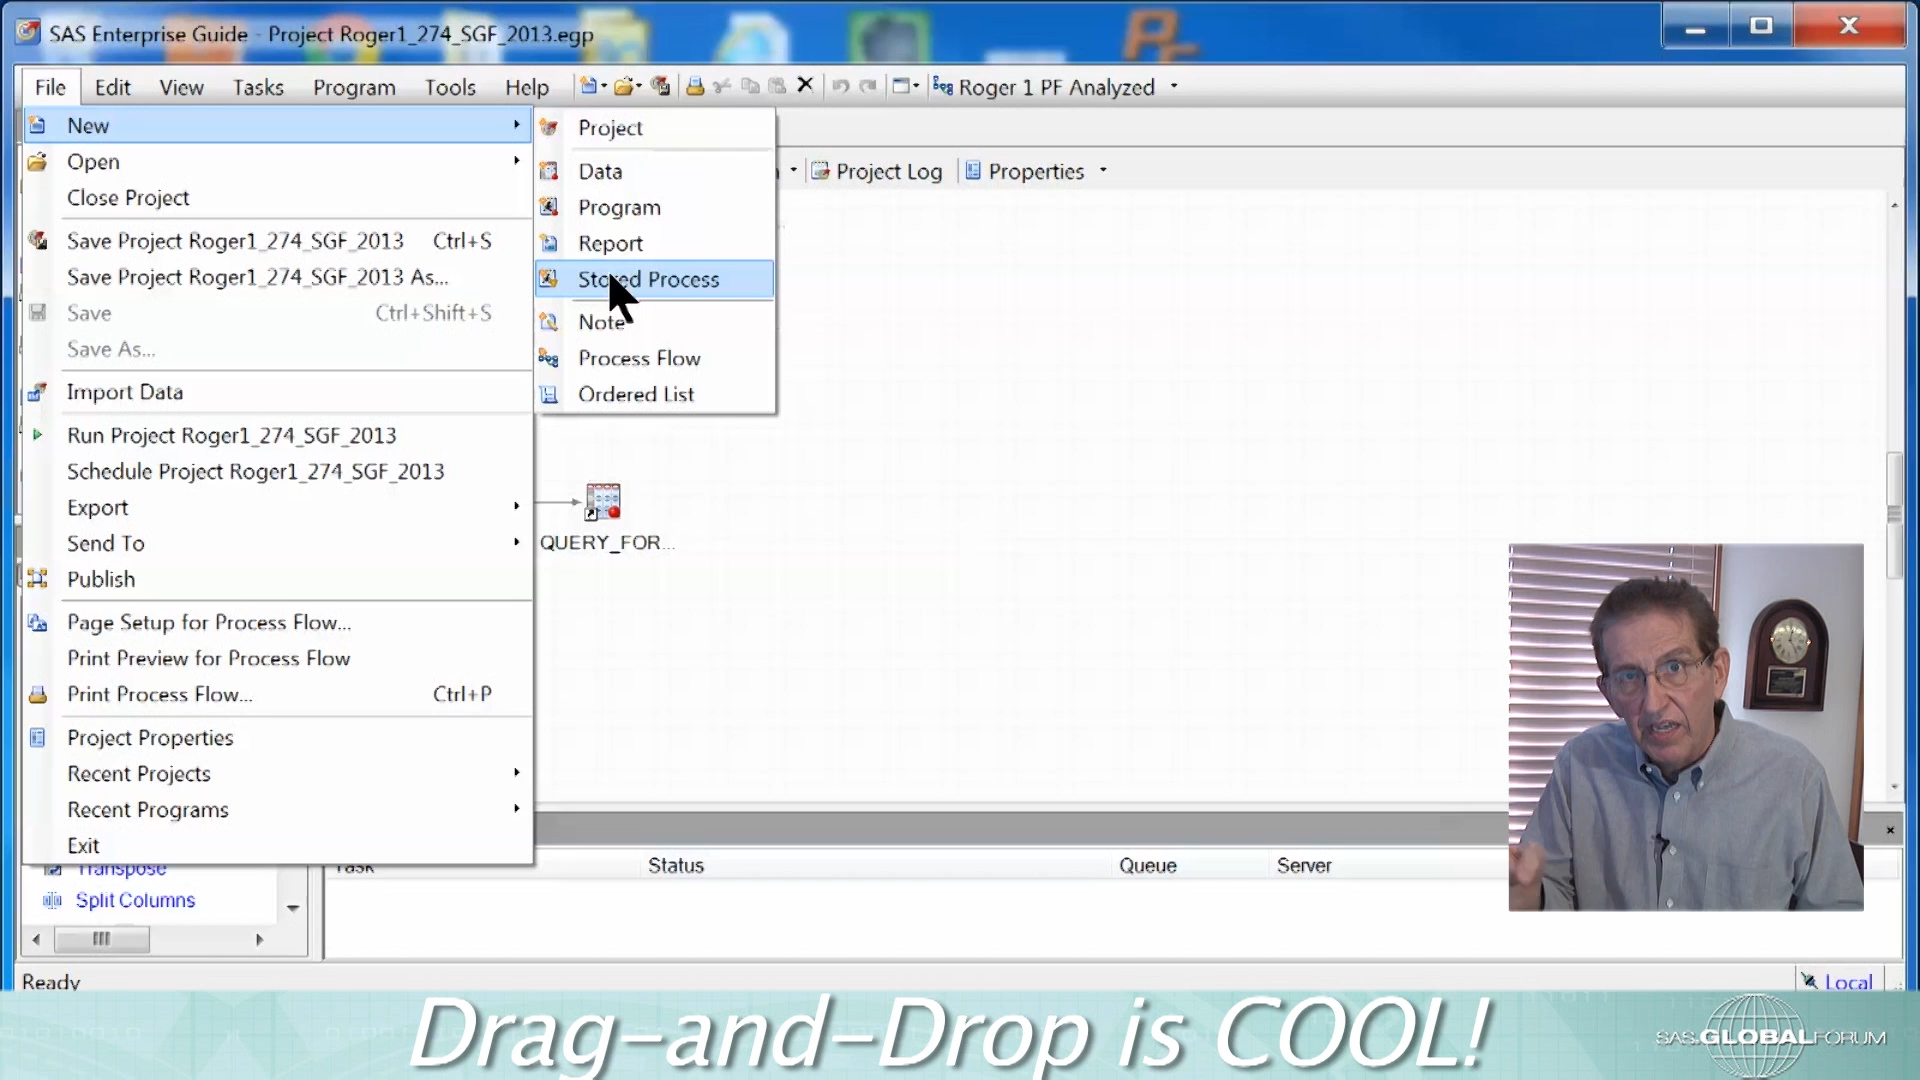 SAS Enterprise Guide - Project Roger1_274_SGF_2013.egp
File Edit View Tasks Program Tools Help Roger 1 PF Analyzed
Project Log Properties
New
Open
Close Project
Save Project Roger1_274_SGF_2013 Ctrl+S
Save Project Roger1_274_SGF_2013 As...
Save Ctrl+Shift+S
Save As...
Import Data
Run Project Roger1_274_SGF_2013
Schedule Project Roger1_274_SGF_2013
Export
Send To
Publish
Page Setup for Process Flow...
Print Preview for Process Flow
Print Process Flow... Ctrl+P
Project Properties
Recent Projects
Recent Programs
Exit
Project
Data
Program
Report
Stored Process
Note
Process Flow
Ordered List
QUERY_FOR...
Transpose
Split Columns
Task Status Queue Server
Ready
Local
Drag-and-Drop is COOL!
SAS GLOBAL FORUM